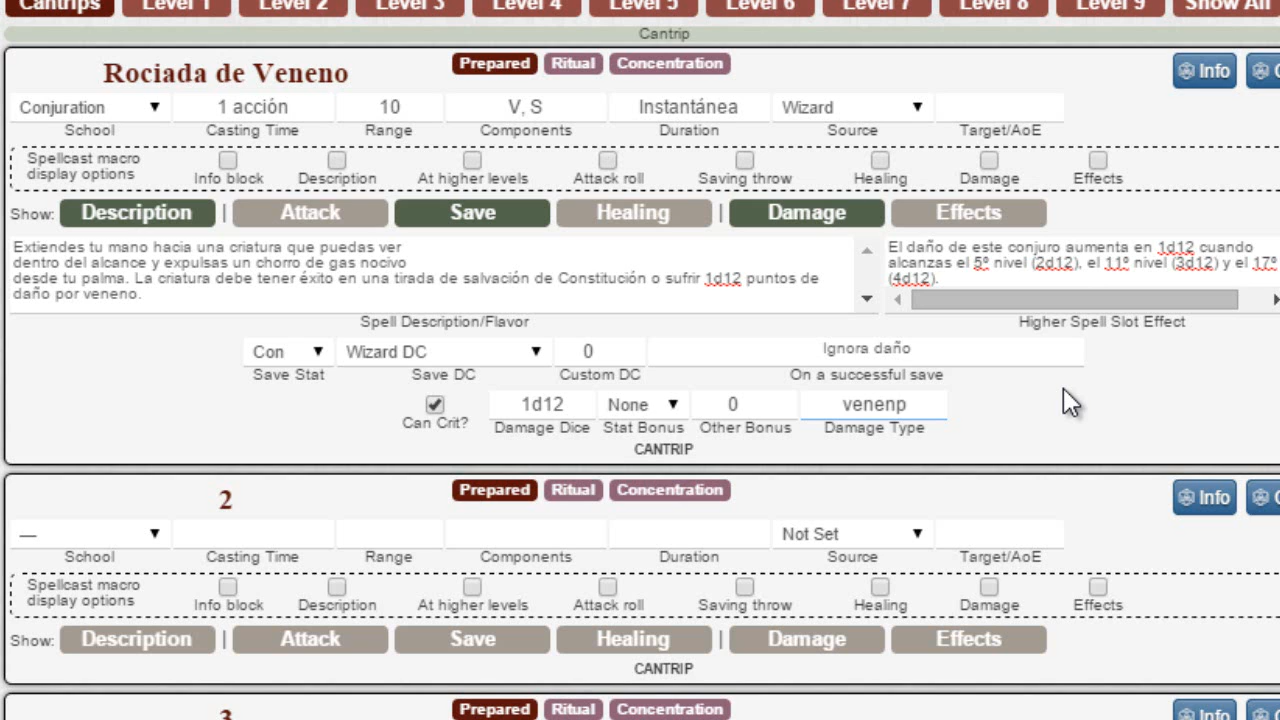 Cantrips Level 1 Level 2 Level 3 Level 4 Level 5 Level 6 Level 7 Level 8 Level 9 Show All
Cantrip
Rociada de Veneno Prepared Ritual Concentration Info
Conjuration 1 acción 10 V, S Instantánea Wizard
School Casting Time Range Components Duration Source Target/AoE
Spellcast macro
display options Info block Description At higher levels Attack roll Saving throw Healing Damage Effects
Show: Description | Attack Save Healing | Damage Effects
Extiendes tu mano hacia una criatura que puedas ver
dentro del alcance y expulsas un chorro de gas nocivo
desde tu palma. La criatura debe tener éxito en una tirada de salvación de Constitución o sufrir 1d12 puntos de
daño por veneno.
El daño de este conjuro aumenta en 1d12 cuando
alcanzas el 5º nivel (2d12), el 11º nivel (3d12) y el 17º
(4d12).
Spell Description/Flavor Higher Spell Slot Effect
Con Wizard DC 0 Ignora daño
Save Stat Save DC Custom DC On a successful save
1d12 None 0 venenp
Can Crit? Damage Dice Stat Bonus Other Bonus Damage Type
CANTRIP
2 Prepared Ritual Concentration Info
— Not Set
School Casting Time Range Components Duration Source Target/AoE
Spellcast macro
display options Info block Description At higher levels Attack roll Saving throw Healing Damage Effects
Show: Description | Attack Save Healing | Damage Effects
CANTRIP
3 Prepared Ritual Concentration Info